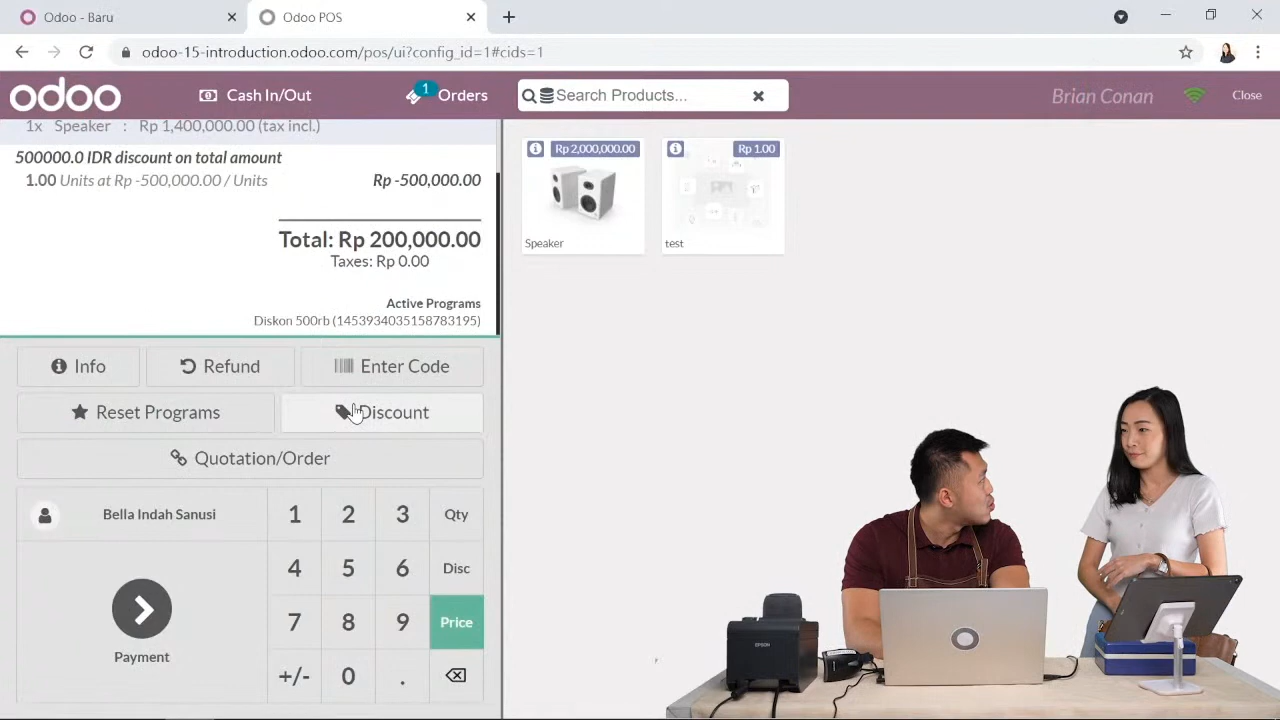 Odoo - Baru
Odoo POS
odoo-15-introduction.odoo.com/pos/ui?config_id=1#cids=1
odoo
Cash In/Out
1
Orders
Search Products...
Brian Conan
Close
1x Speaker : Rp 1,400,000.00 (tax incl.)
500000.0 IDR discount on total amount
1.00 Units at Rp -500,000.00 / Units Rp -500,000.00
Total: Rp 200,000.00
Taxes: Rp 0.00
Active Programs
Diskon 500rb (1453934035158783195)
Rp 2,000,000.00
Speaker
Rp 1.00
test
Info
Refund
Enter Code
Reset Programs
Discount
Quotation/Order
Bella Indah Sanusi
1 2 3 Qty
4 5 6 Disc
7 8 9 Price
+/- 0 .
Payment
EPSON